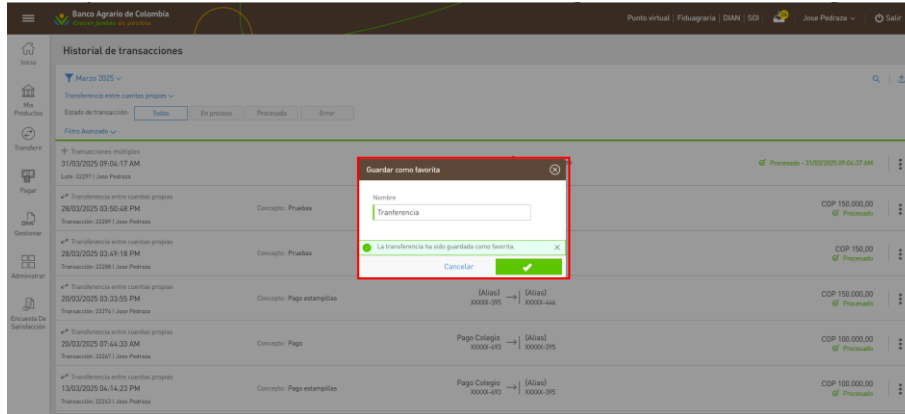 Banco Agrario de Colombia
Crecer juntos es posible
Punto virtual | Fiduagraria | DIAN | SOI
Jose Pedraza
Salir
Inicio
Mis
Productos
Transferir
Pagar
Gestionar
Administrar
Encuesta De
Satisfacción
Historial de transacciones
Marzo 2025
Transferencia entre cuentas propias
Estado de transacción: Todas En proceso Procesada Error
Filtro Avanzado
Transacciones múltiples
31/03/2025 09:04:17 AM
Lote: 22297 | Jose Pedraza
Procesado - 31/03/2025 09:04:37 AM
Transferencia entre cuentas propias
28/03/2025 03:50:48 PM
Transacción: 22289 | Jose Pedraza
Concepto: Pruebas
COP 150.000,00
Procesado
Transferencia entre cuentas propias
28/03/2025 03:49:18 PM
Transacción: 22288 | Jose Pedraza
Concepto: Pruebas
COP 150,00
Procesado
Guardar como favorita
Nombre
Tranferencia
La transferencia ha sido guardada como favorita.
Cancelar
Transferencia entre cuentas propias
20/03/2025 03:33:55 PM
Transacción: 22274 | Jose Pedraza
Concepto: Pago estampillas
(Alias) (Alias)
XXXXX-395 XXXXX-446
COP 150.000,00
Procesado
Transferencia entre cuentas propias
20/03/2025 07:44:33 AM
Transacción: 22267 | Jose Pedraza
Concepto: Pago
Pago Colegio (Alias)
XXXXX-693 XXXXX-395
COP 100.000,00
Procesado
Transferencia entre cuentas propias
13/03/2025 04:14:23 PM
Transacción: 22263 | Jose Pedraza
Concepto: Pago estampillas
Pago Colegio (Alias)
XXXXX-693 XXXXX-395
COP 100.000,00
Procesado